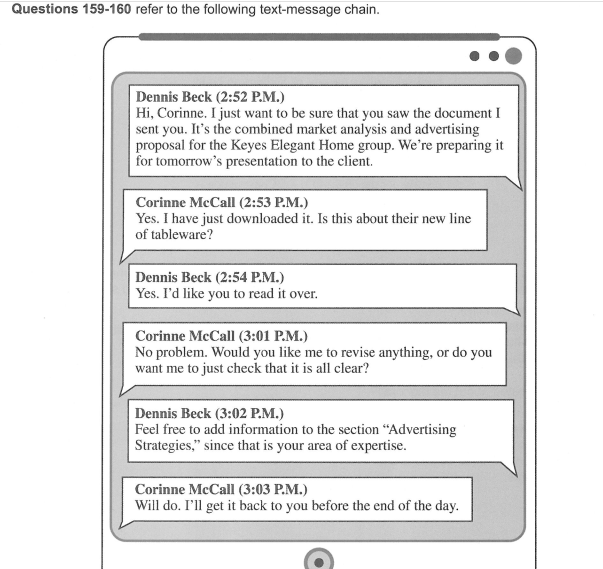 Questions 159-160 refer to the following text-message chain.
Dennis Beck (2:52 P.M.)
Hi, Corinne. I just want to be sure that you saw the document I
sent you. It's the combined market analysis and advertising
proposal for the Keyes Elegant Home group. We're preparing it
for tomorrow's presentation to the client.
Corinne McCall (2:53 P.M.)
Yes. I have just downloaded it. Is this about their new line
of tableware?
Dennis Beck (2:54 P.M.)
Yes. I'd like you to read it over.
Corinne McCall (3:01 P.M.)
No problem. Would you like me to revise anything, or do you
want me to just check that it is all clear?
Dennis Beck (3:02 P.M.)
Feel free to add information to the section “Advertising
Strategies,” since that is your area of expertise.
Corinne McCall (3:03 P.M.)
Will do. I'll get it back to you before the end of the day.